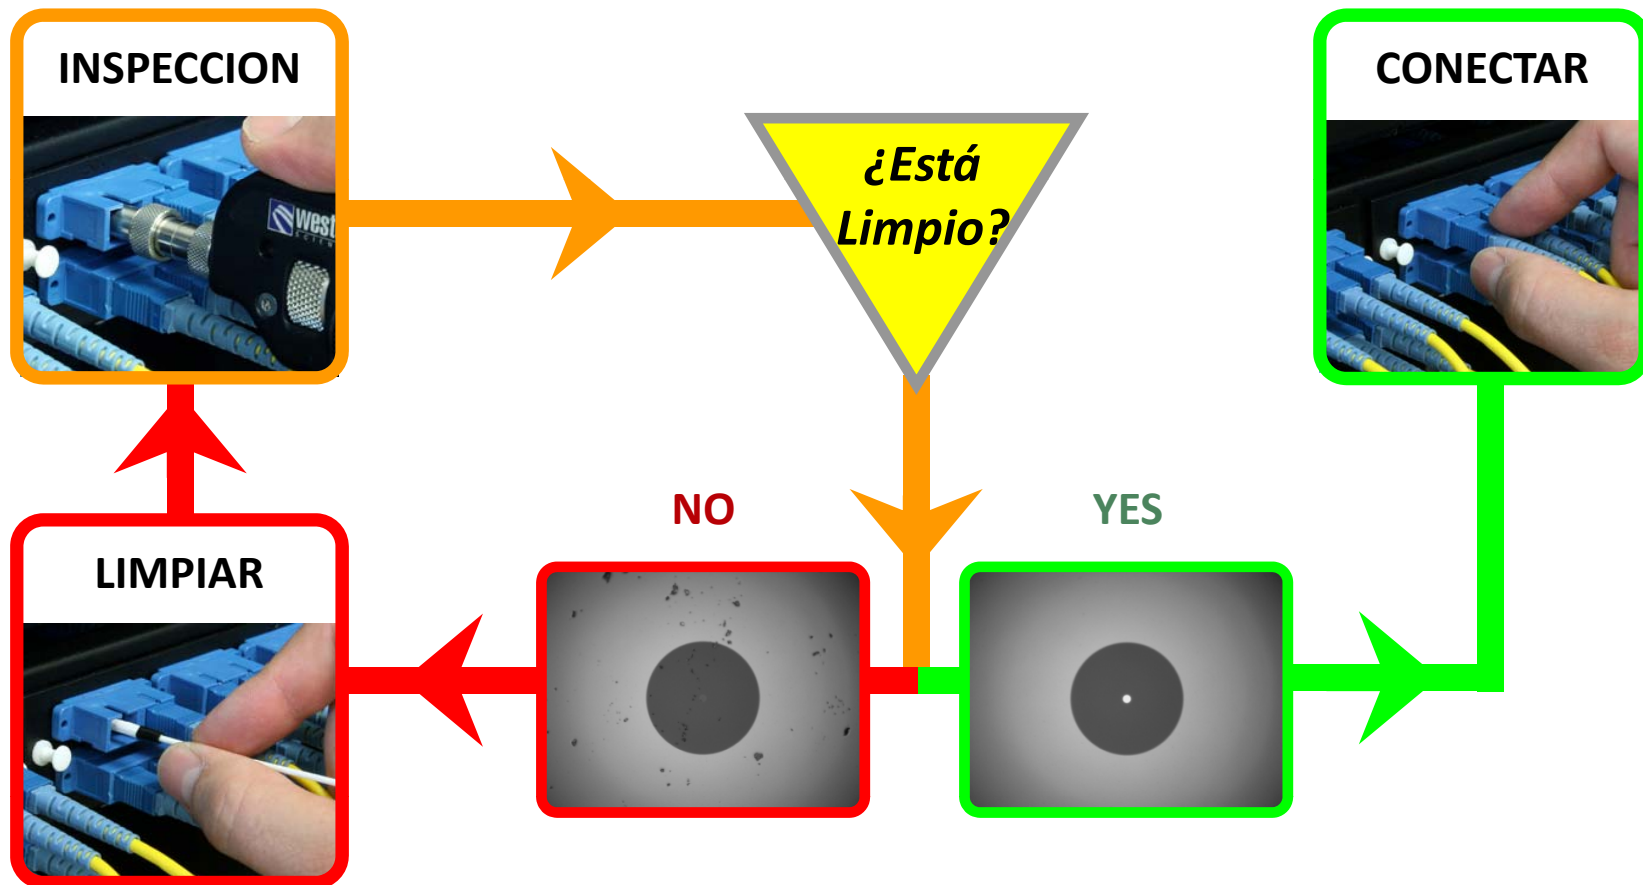 INSPECCION
CONECTAR
¿Está
Limpio?
West
NO
YES
LIMPIAR